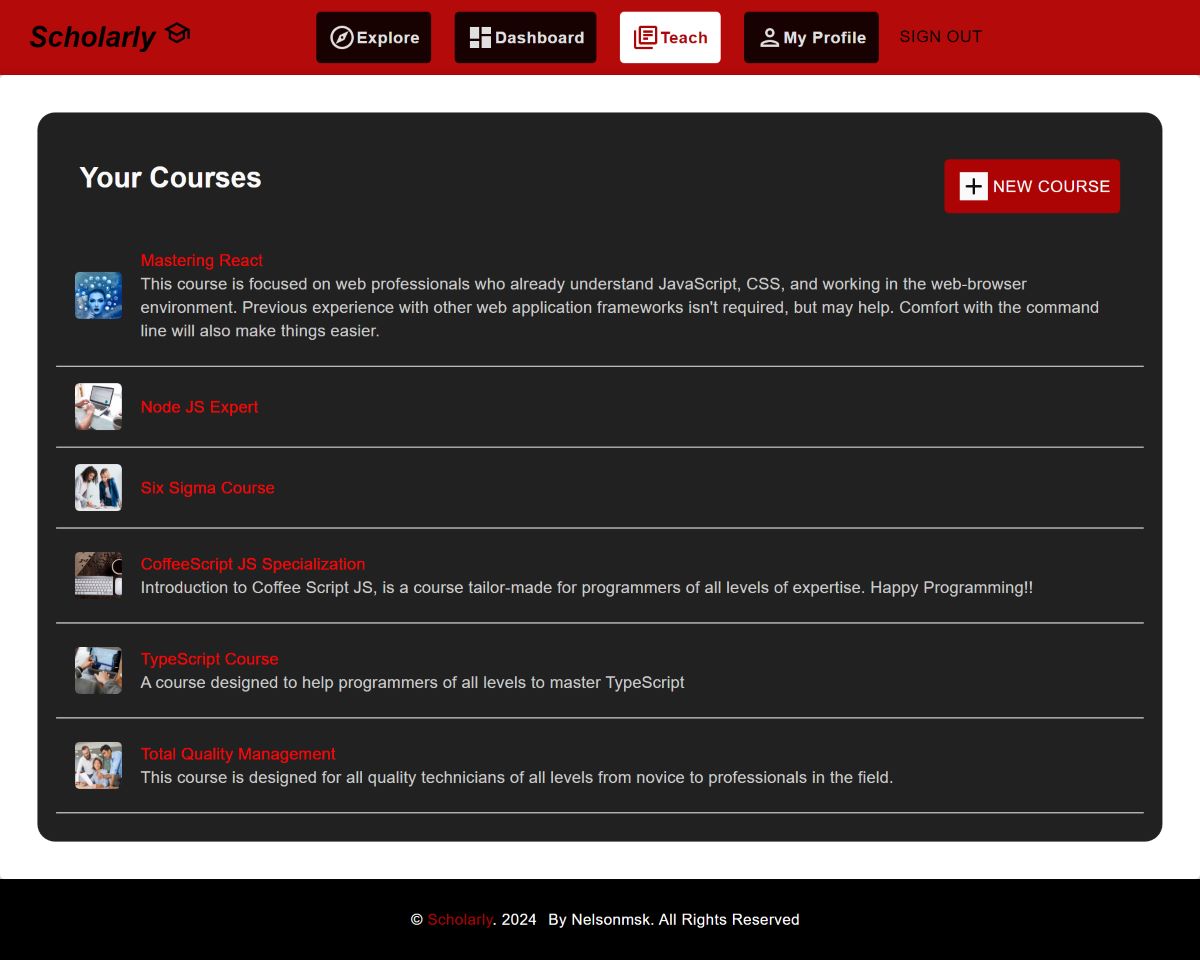 Scholarly
Explore
Dashboard
Teach
My Profile
SIGN OUT
Your Courses
NEW COURSE
Mastering React
This course is focused on web professionals who already understand JavaScript, CSS, and working in the web-browser
environment. Previous experience with other web application frameworks isn't required, but may help. Comfort with the command
line will also make things easier.
Node JS Expert
Six Sigma Course
CoffeeScript JS Specialization
Introduction to Coffee Script JS, is a course tailor-made for programmers of all levels of expertise. Happy Programming!!
TypeScript Course
A course designed to help programmers of all levels to master TypeScript
Total Quality Management
This course is designed for all quality technicians of all levels from novice to professionals in the field.
© Scholarly. 2024 By Nelsonmsk. All Rights Reserved